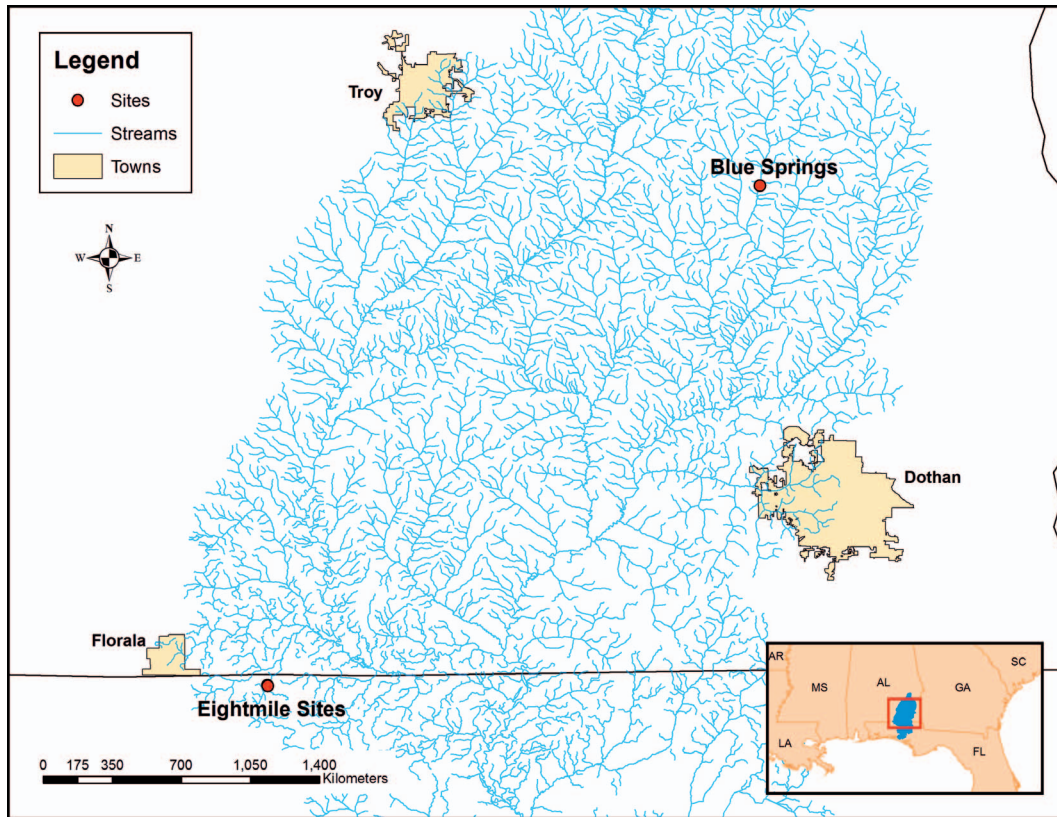 Legend
Sites
Streams
Towns
Troy
Blue Springs
N
W E
S
Dothan
Florala
Eightmile Sites
0 175 350 700 1,050 1,400
Kilometers
AR
MS
AL
GA
SC
LA
FL